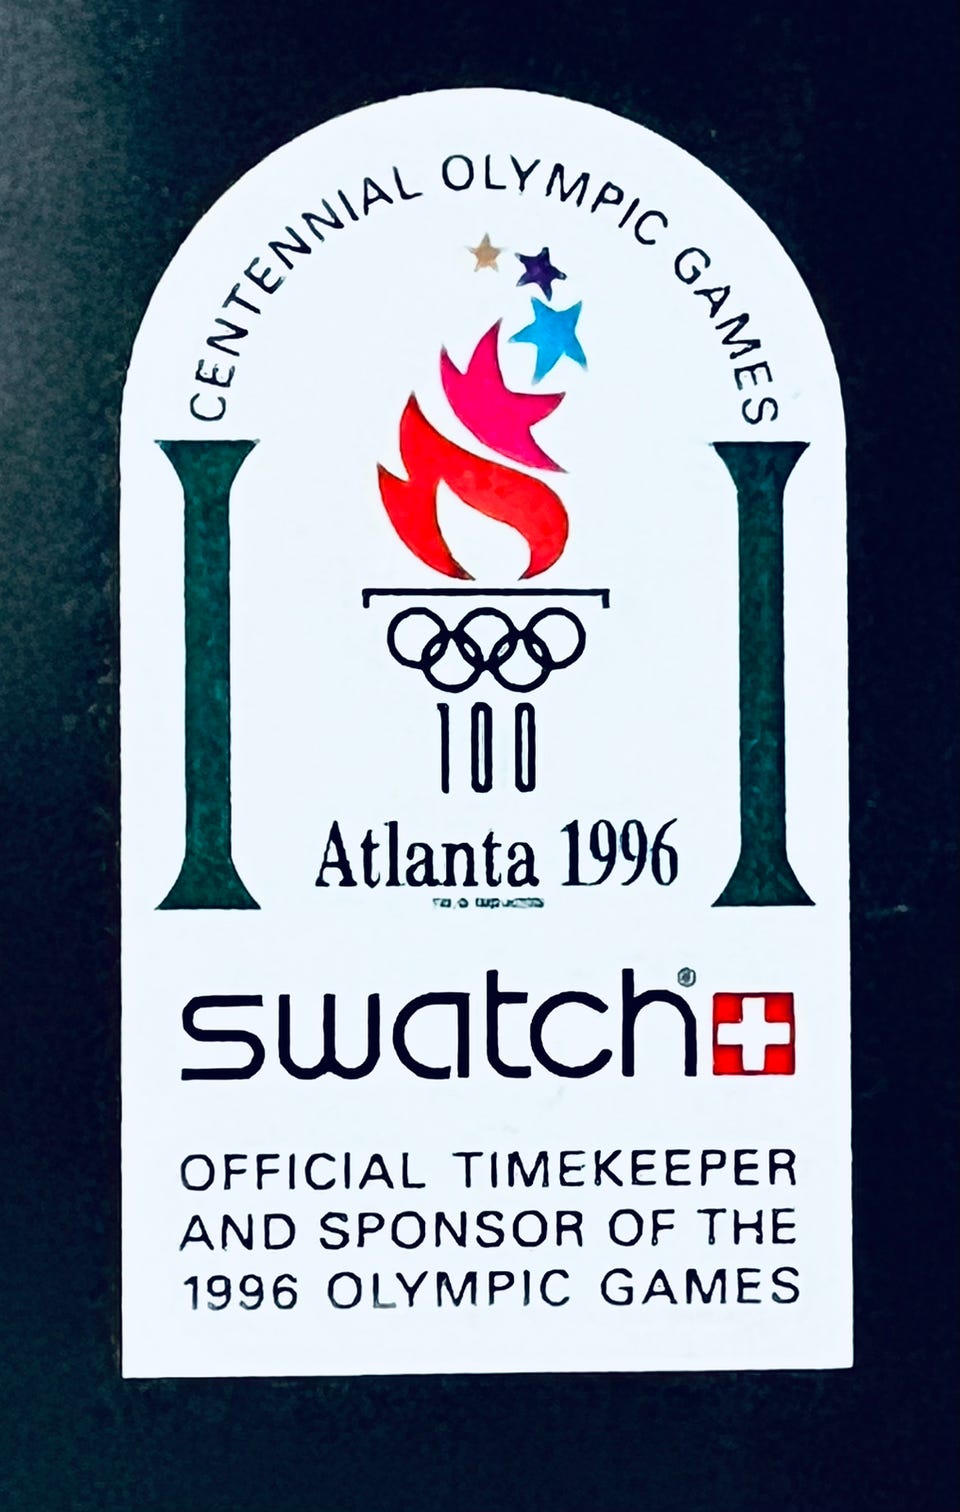 CENTENNIAL OLYMPIC GAMES
100
Atlanta 1996
swatch®
OFFICIAL TIMEKEEPER
AND SPONSOR OF THE
1996 OLYMPIC GAMES